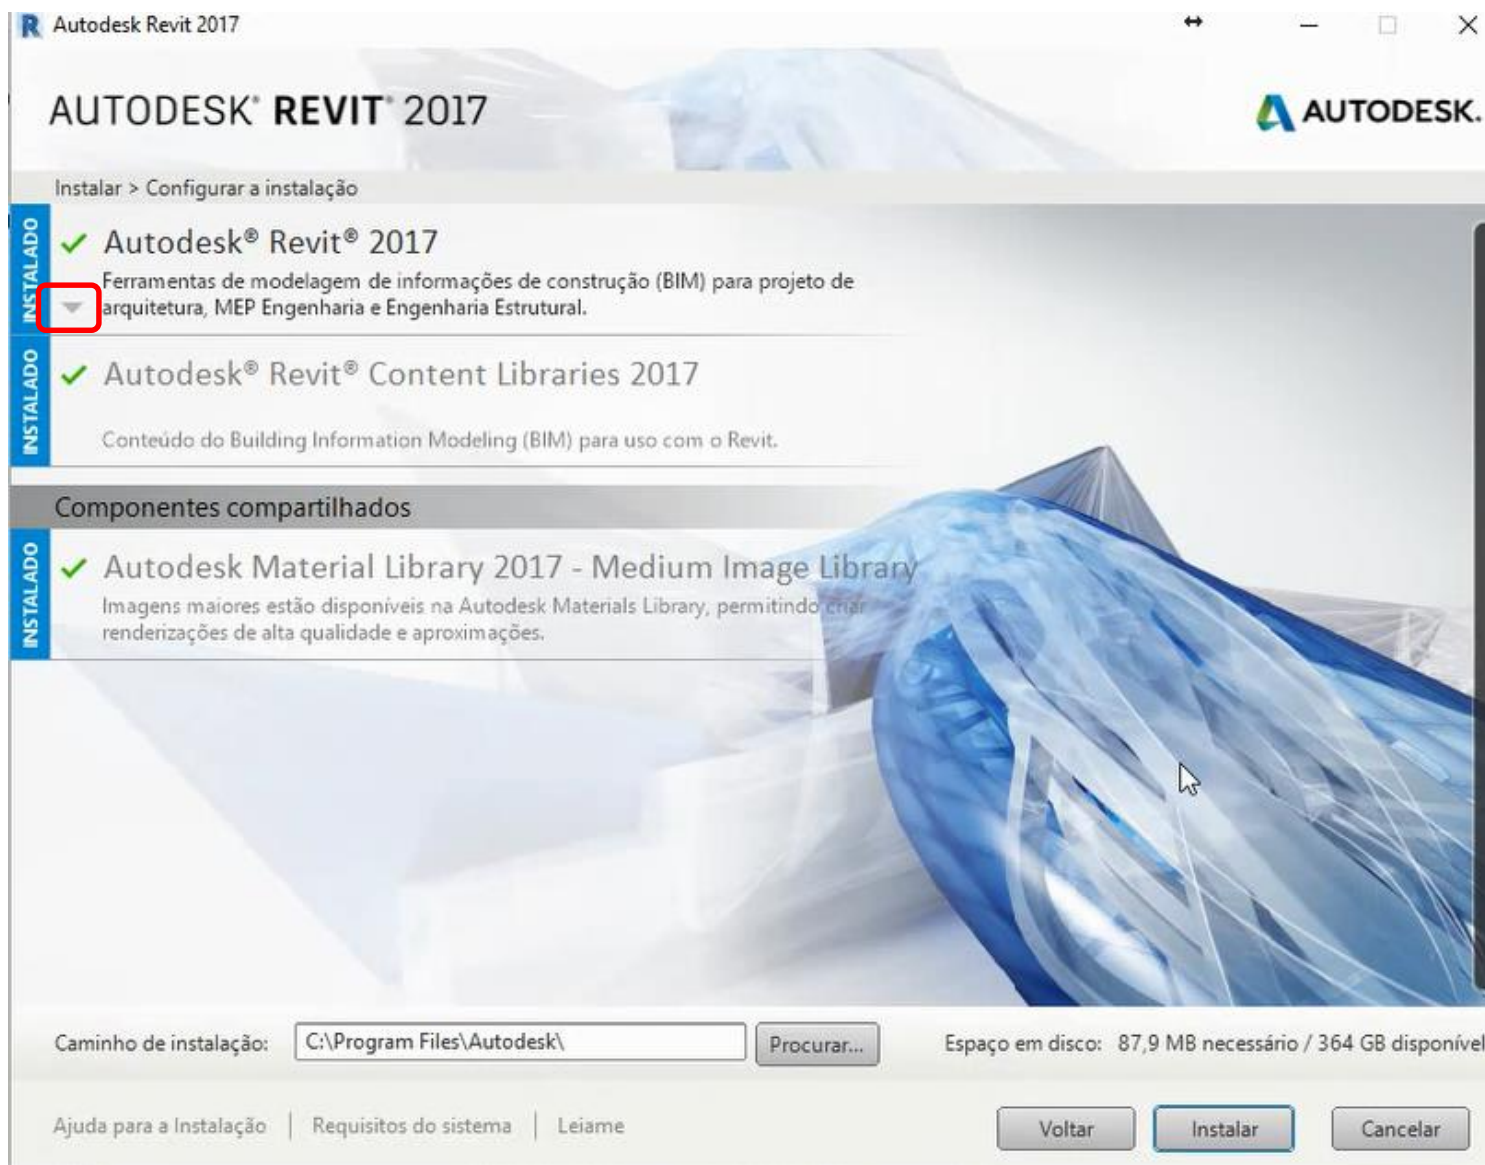 Autodesk Revit 2017
AUTODESK® REVIT® 2017
AUTODESK.
Instalar > Configurar a instalação
INSTALADO
Autodesk® Revit® 2017
Ferramentas de modelagem de informações de construção (BIM) para projeto de
arquitetura, MEP Engenharia e Engenharia Estrutural.
INSTALADO
Autodesk® Revit® Content Libraries 2017
Conteúdo do Building Information Modeling (BIM) para uso com o Revit.
Componentes compartilhados
INSTALADO
Autodesk Material Library 2017 - Medium Image Library
Imagens maiores estão disponíveis na Autodesk Materials Library, permitindo criar
renderizações de alta qualidade e aproximações.
Caminho de instalação: C:\Program Files\Autodesk\ Procurar... Espaço em disco: 87,9 MB necessário / 364 GB disponível
Ajuda para a Instalação | Requisitos do sistema | Leiame Voltar Instalar Cancelar